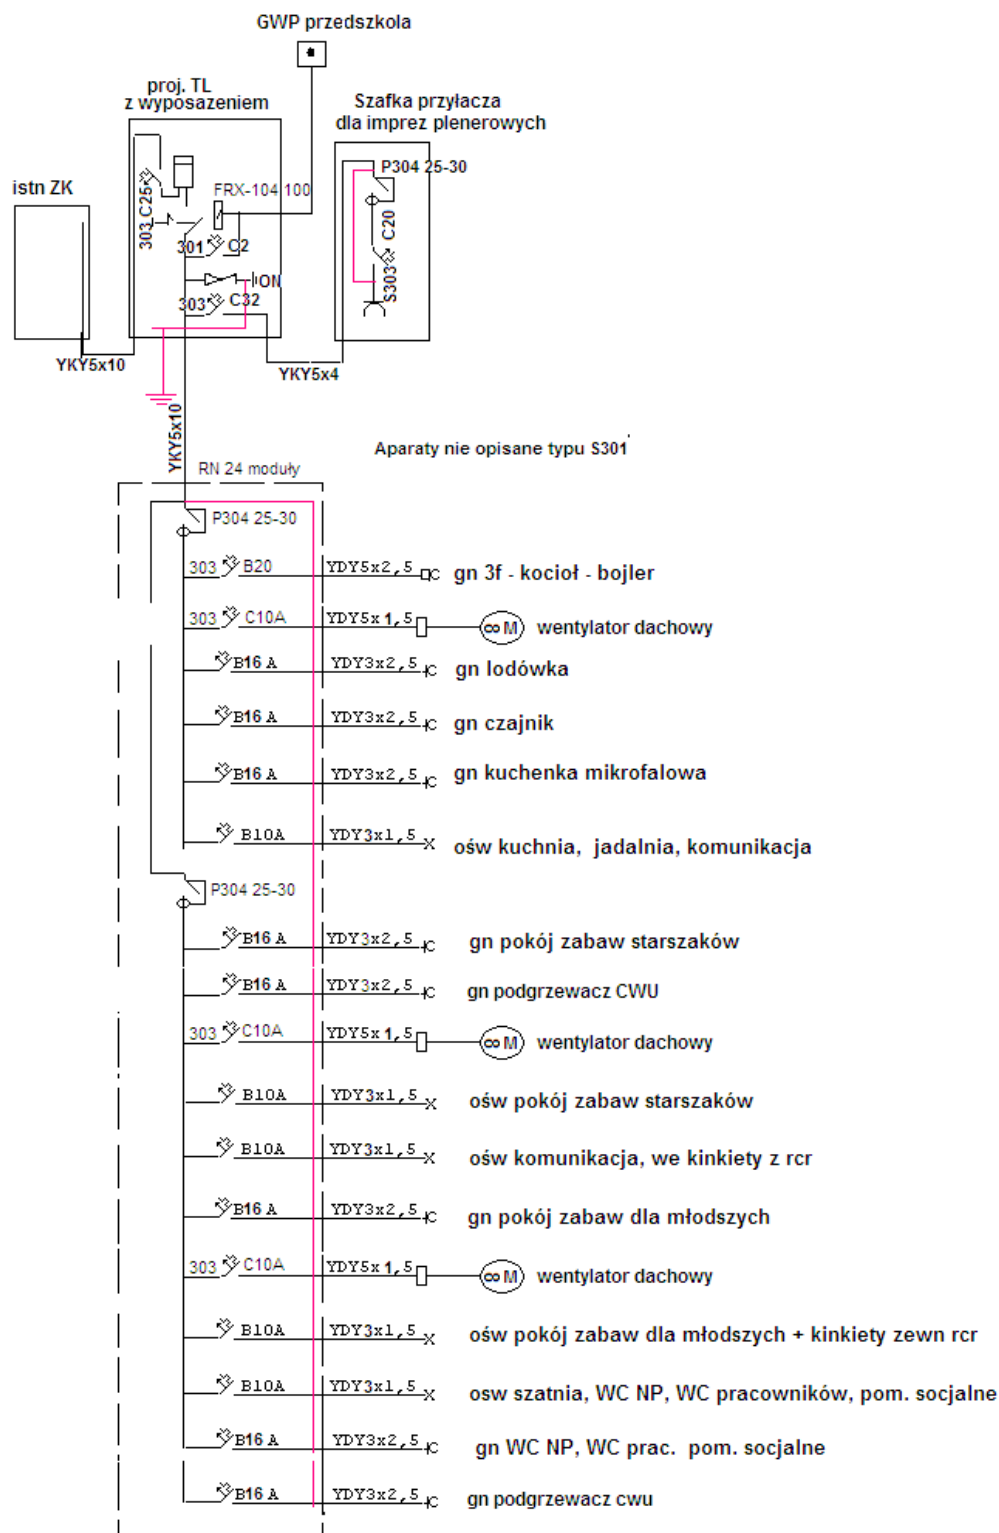 GWP przedszkola
proj. TL
z wyposażeniem
Szafka przyłacza
dla imprez plenerowych
istn ZK
303 C25
FRX-104 100
301 C2
ON
303 C32
P304 25-30
C20
S303
YKY5x10
YKY5x4
YKY5x10
Aparaty nie opisane typu S301
RN 24 moduły
P304 25-30
303 B20 YDY5x2,5 gn 3f - kocioł - bojler
303 C10A YDY5x1,5 ∞ M wentylator dachowy
B16 A YDY3x2,5 gn lodówka
B16 A YDY3x2,5 gn czajnik
B16 A YDY3x2,5 gn kuchenka mikrofalowa
B10A YDY3x1,5 ośw kuchnia, jadalnia, komunikacja
P304 25-30
B16 A YDY3x2,5 gn pokój zabaw starszaków
B16 A YDY3x2,5 gn podgrzewacz CWU
303 C10A YDY5x1,5 ∞ M wentylator dachowy
B10A YDY3x1,5 ośw pokój zabaw starszaków
B10A YDY3x1,5 ośw komunikacja, we kinkiety z rcr
B16 A YDY3x2,5 gn pokój zabaw dla młodszych
303 C10A YDY5x1,5 ∞ M wentylator dachowy
B10A YDY3x1,5 ośw pokój zabaw dla młodszych + kinkiety zewn rcr
B10A YDY3x1,5 osw szatnia, WC NP, WC pracowników, pom. socjalne
B16 A YDY3x2,5 gn WC NP, WC prac. pom. socjalne
B16 A YDY3x2,5 gn podgrzewacz cwu